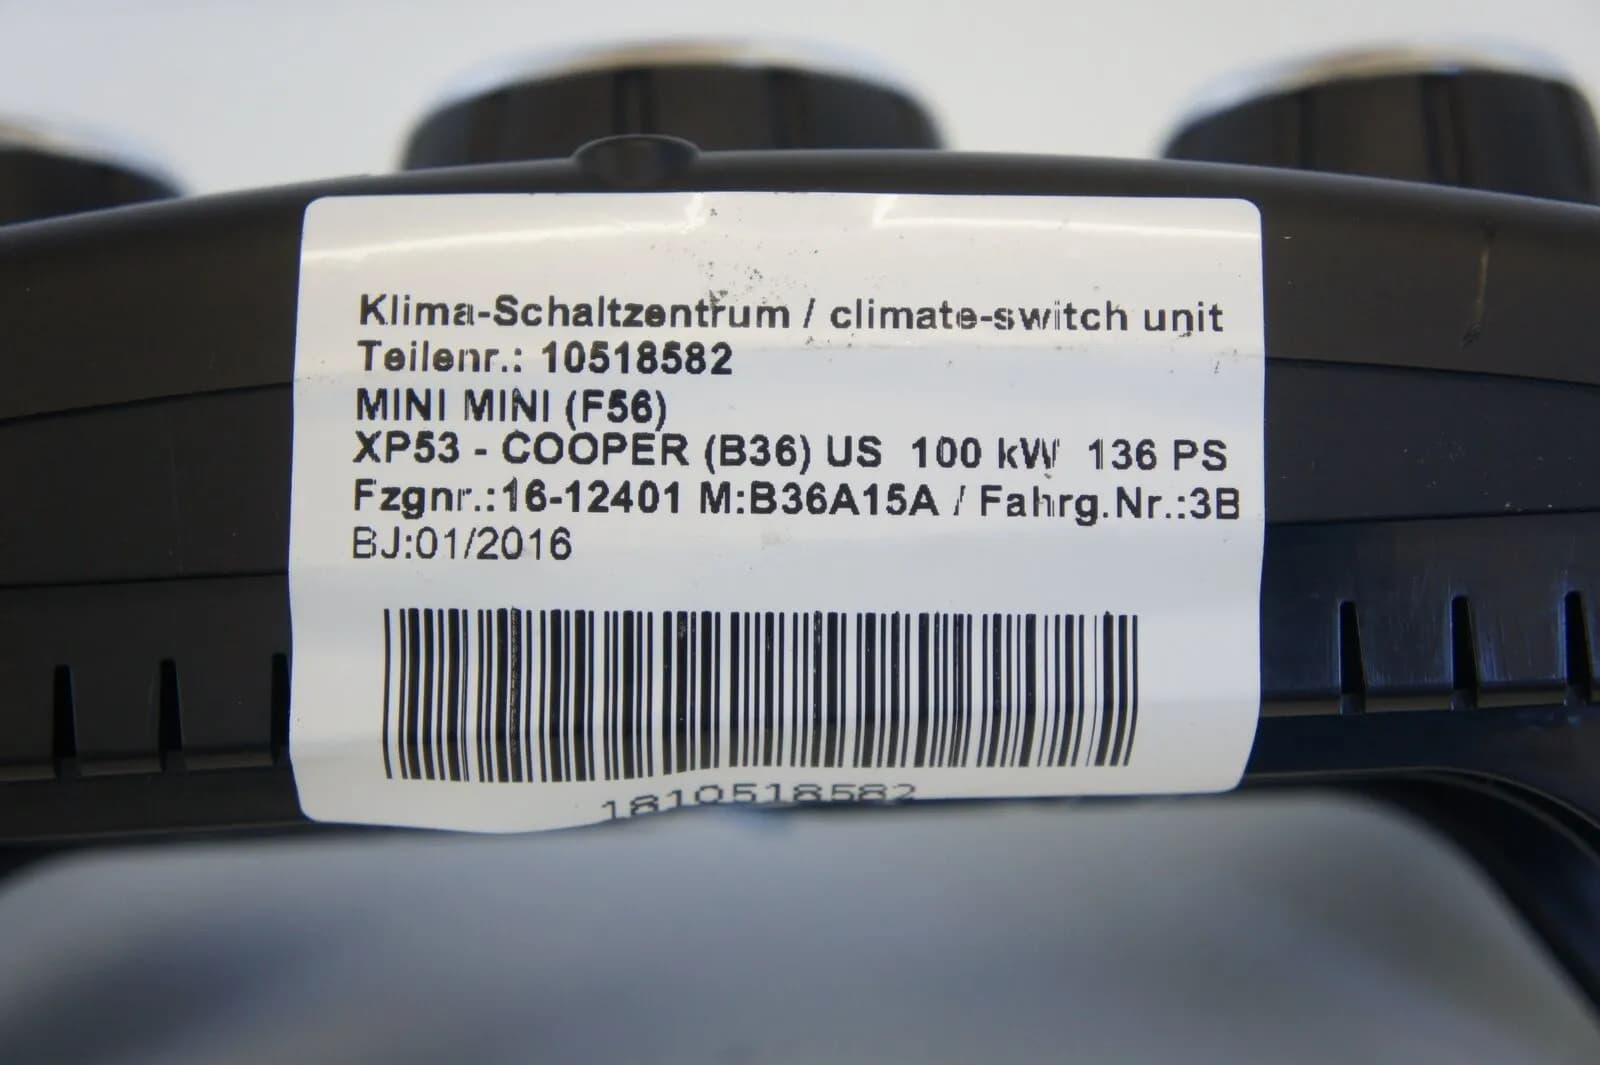 Klima-Schaltzentrum / climate-switch unit
Teilenr.: 10518582
MINI MINI (F56)
XP53 - COOPER (B36) US 100 kW 136 PS
Fzgnr.:16-12401 M:B36A15A / Fahrg.Nr.:3B
BJ:01/2016
1810518582